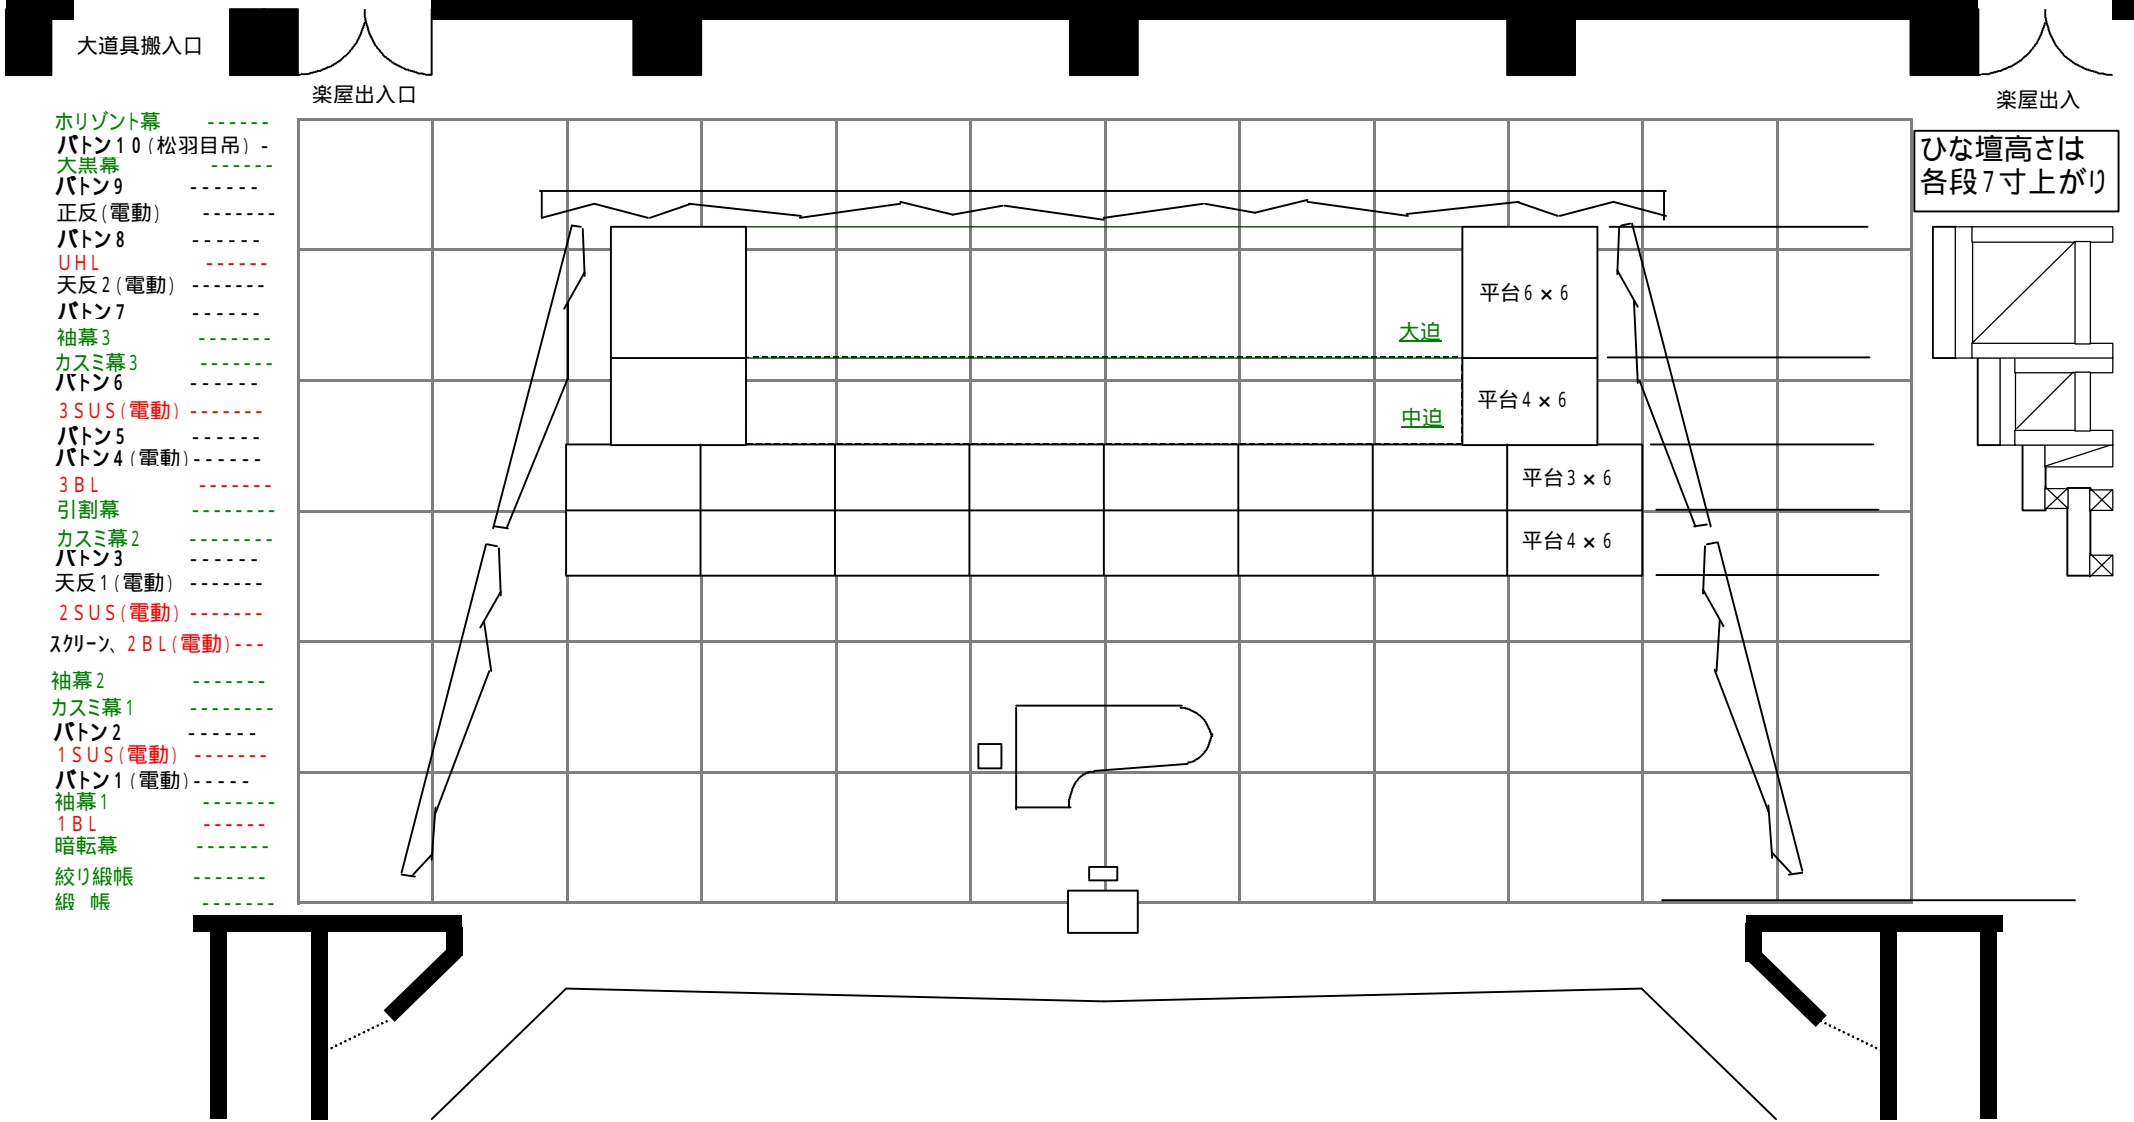 大道具搬入口
楽屋出入口
楽屋出入
ホリゾント幕 ------
バトン10(松羽目吊) -
大黒幕 ------
バトン9 ------
正反(電動) -------
バトン8 ------
UHL ------
天反2(電動) -------
バトン7 ------
袖幕3 -------
カスミ幕3 -------
バトン6 ------
3SUS(電動) -------
バトン5 ------
バトン4(電動)------
3BL -------
引割幕 --------
カスミ幕2 --------
バトン3 ------
天反1(電動) -------
2SUS(電動) -------
スクリーン、2BL(電動)---
袖幕2 -------
カスミ幕1 --------
バトン2 ------
1SUS(電動) -------
バトン1(電動)-----
袖幕1 -------
1BL ------
暗転幕 -------
絞り緞帳 -------
緞 帳 -------
ひな壇高さは
各段7寸上がり
平台6×6
大迫
平台4×6
中迫
平台3×6
平台4×6